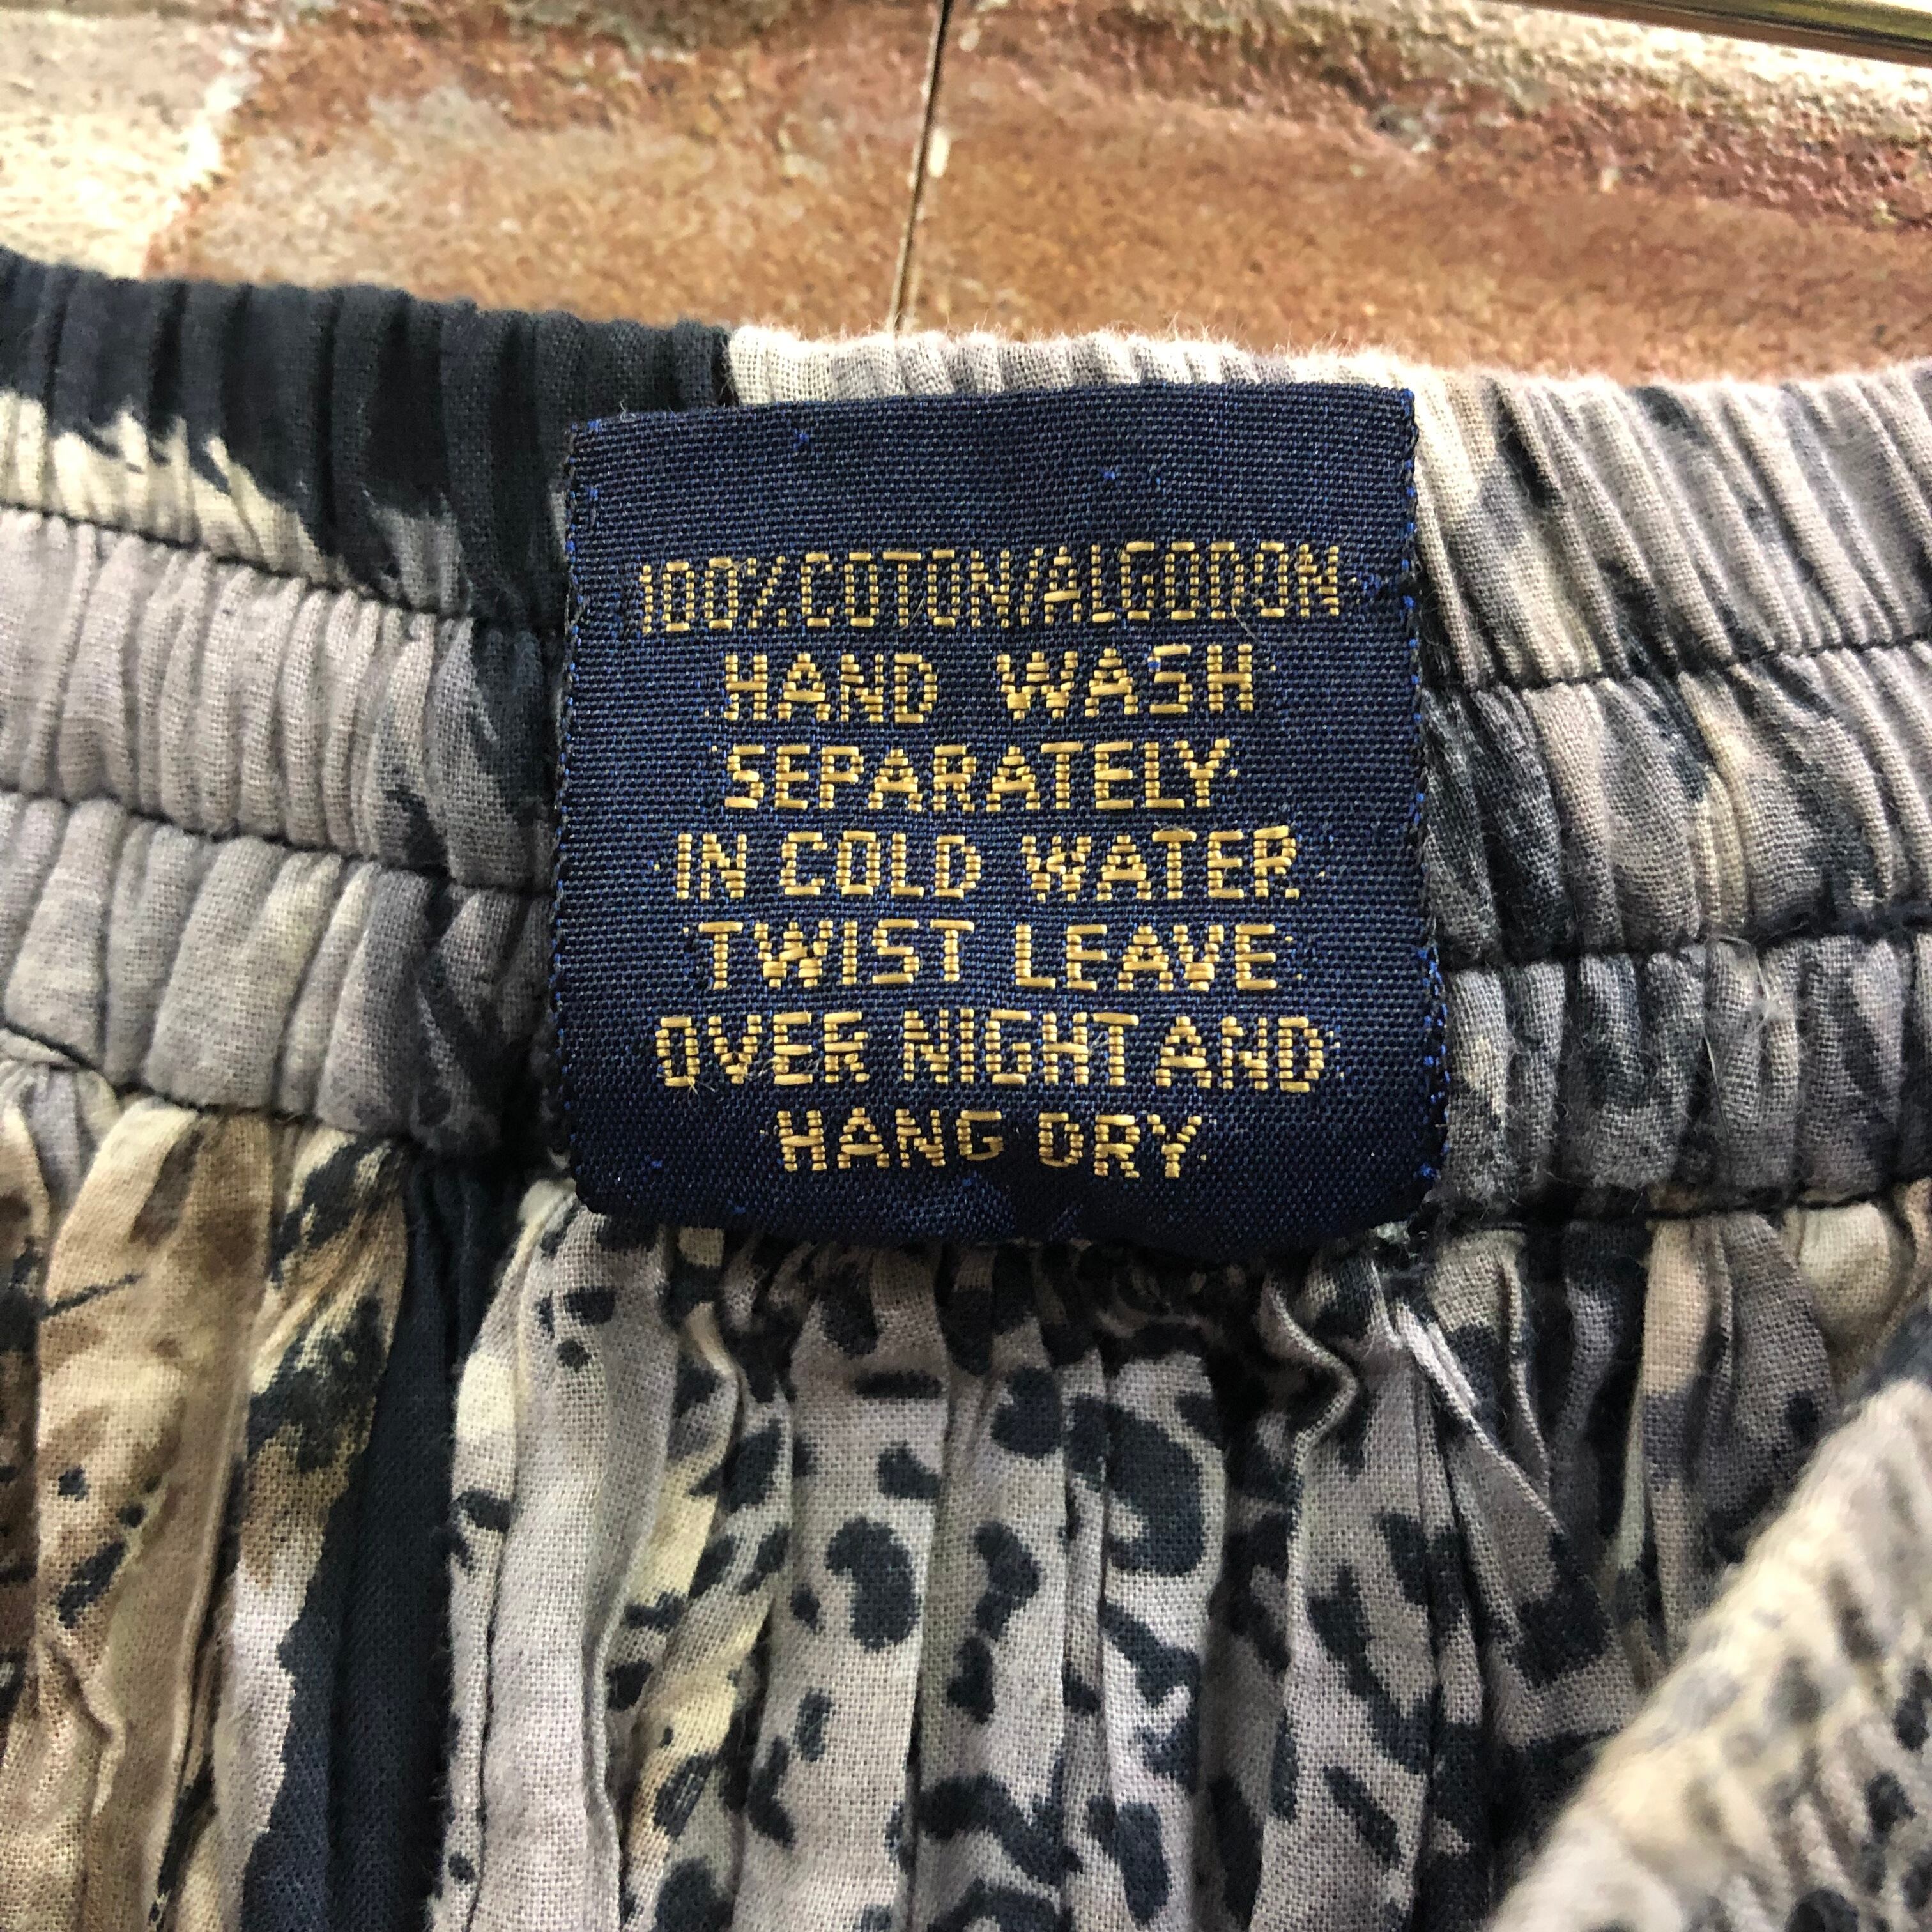 100%COTON/ALGODON
HAND WASH
SEPARATELY
IN COLD WATER
TWIST LEAVE
OVER NIGHT AND
HANG DRY